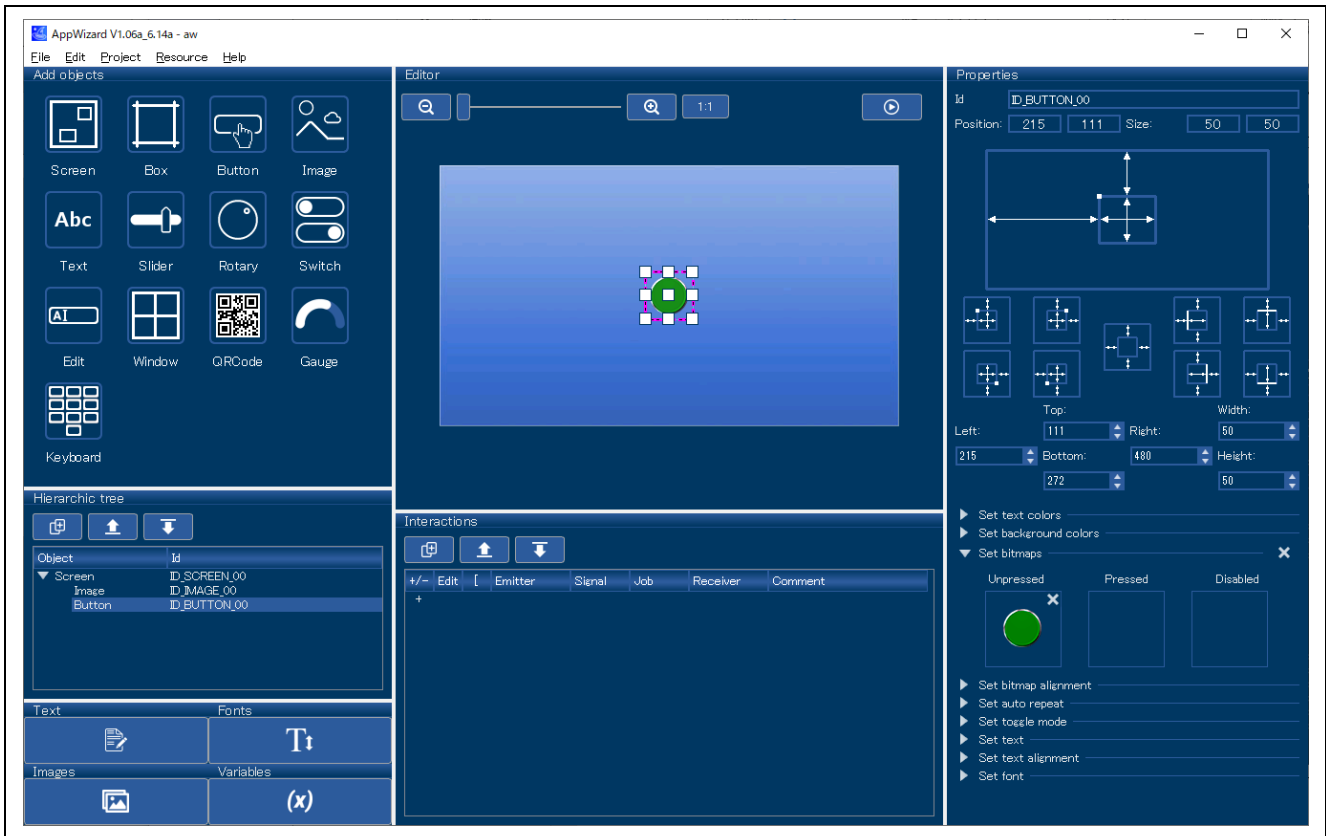 AppWizard V1.06a_6.14a - aw
File Edit Project Resource Help
Add objects
Screen Box Button Image
Abc
Text Slider Rotary Switch
AI
Edit Window QRCode Gauge
Keyboard
Hierarchic tree
Object Id
Screen ID_SCREEN_00
Image ID_IMAGE_00
Button ID_BUTTON_00
Text Fonts
T
Images Variables
(x)
Editor
1:1
Interactions
+/- Edit [ Emitter Signal Job Receiver Comment
+
Properties
Id ID_BUTTON_00
Position: 215 111 Size: 50 50
Top: Width:
Left: 111 Right: 50
215 Bottom: 480 Height:
272 50
Set text colors
Set background colors
Set bitmaps
Unpressed Pressed Disabled
Set bitmap alignment
Set auto repeat
Set toggle mode
Set text
Set text alignment
Set font